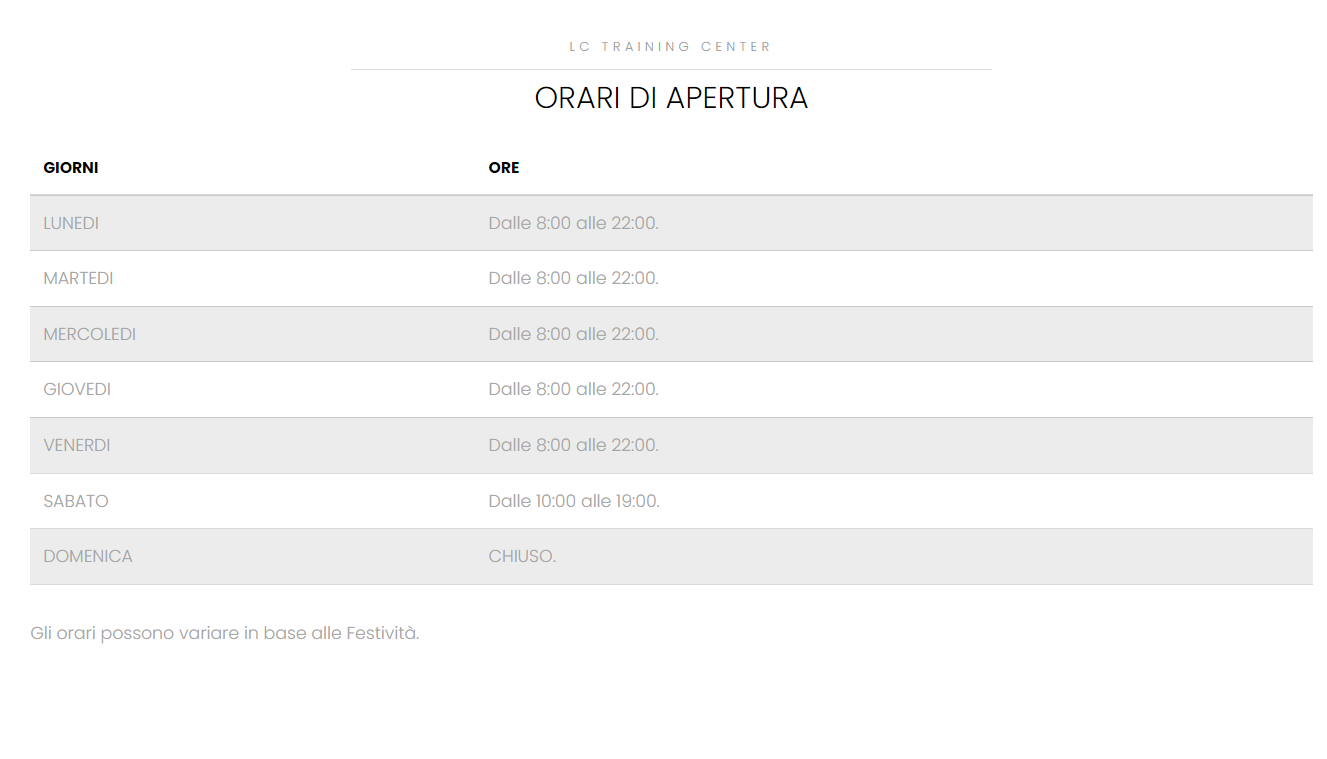 LC TRAINING CENTER
ORARI DI APERTURA
GIORNI ORE
LUNEDI Dalle 8:00 alle 22:00.
MARTEDI Dalle 8:00 alle 22:00.
MERCOLEDI Dalle 8:00 alle 22:00.
GIOVEDI Dalle 8:00 alle 22:00.
VENERDI Dalle 8:00 alle 22:00.
SABATO Dalle 10:00 alle 19:00.
DOMENICA CHIUSO.
Gli orari possono variare in base alle Festività.